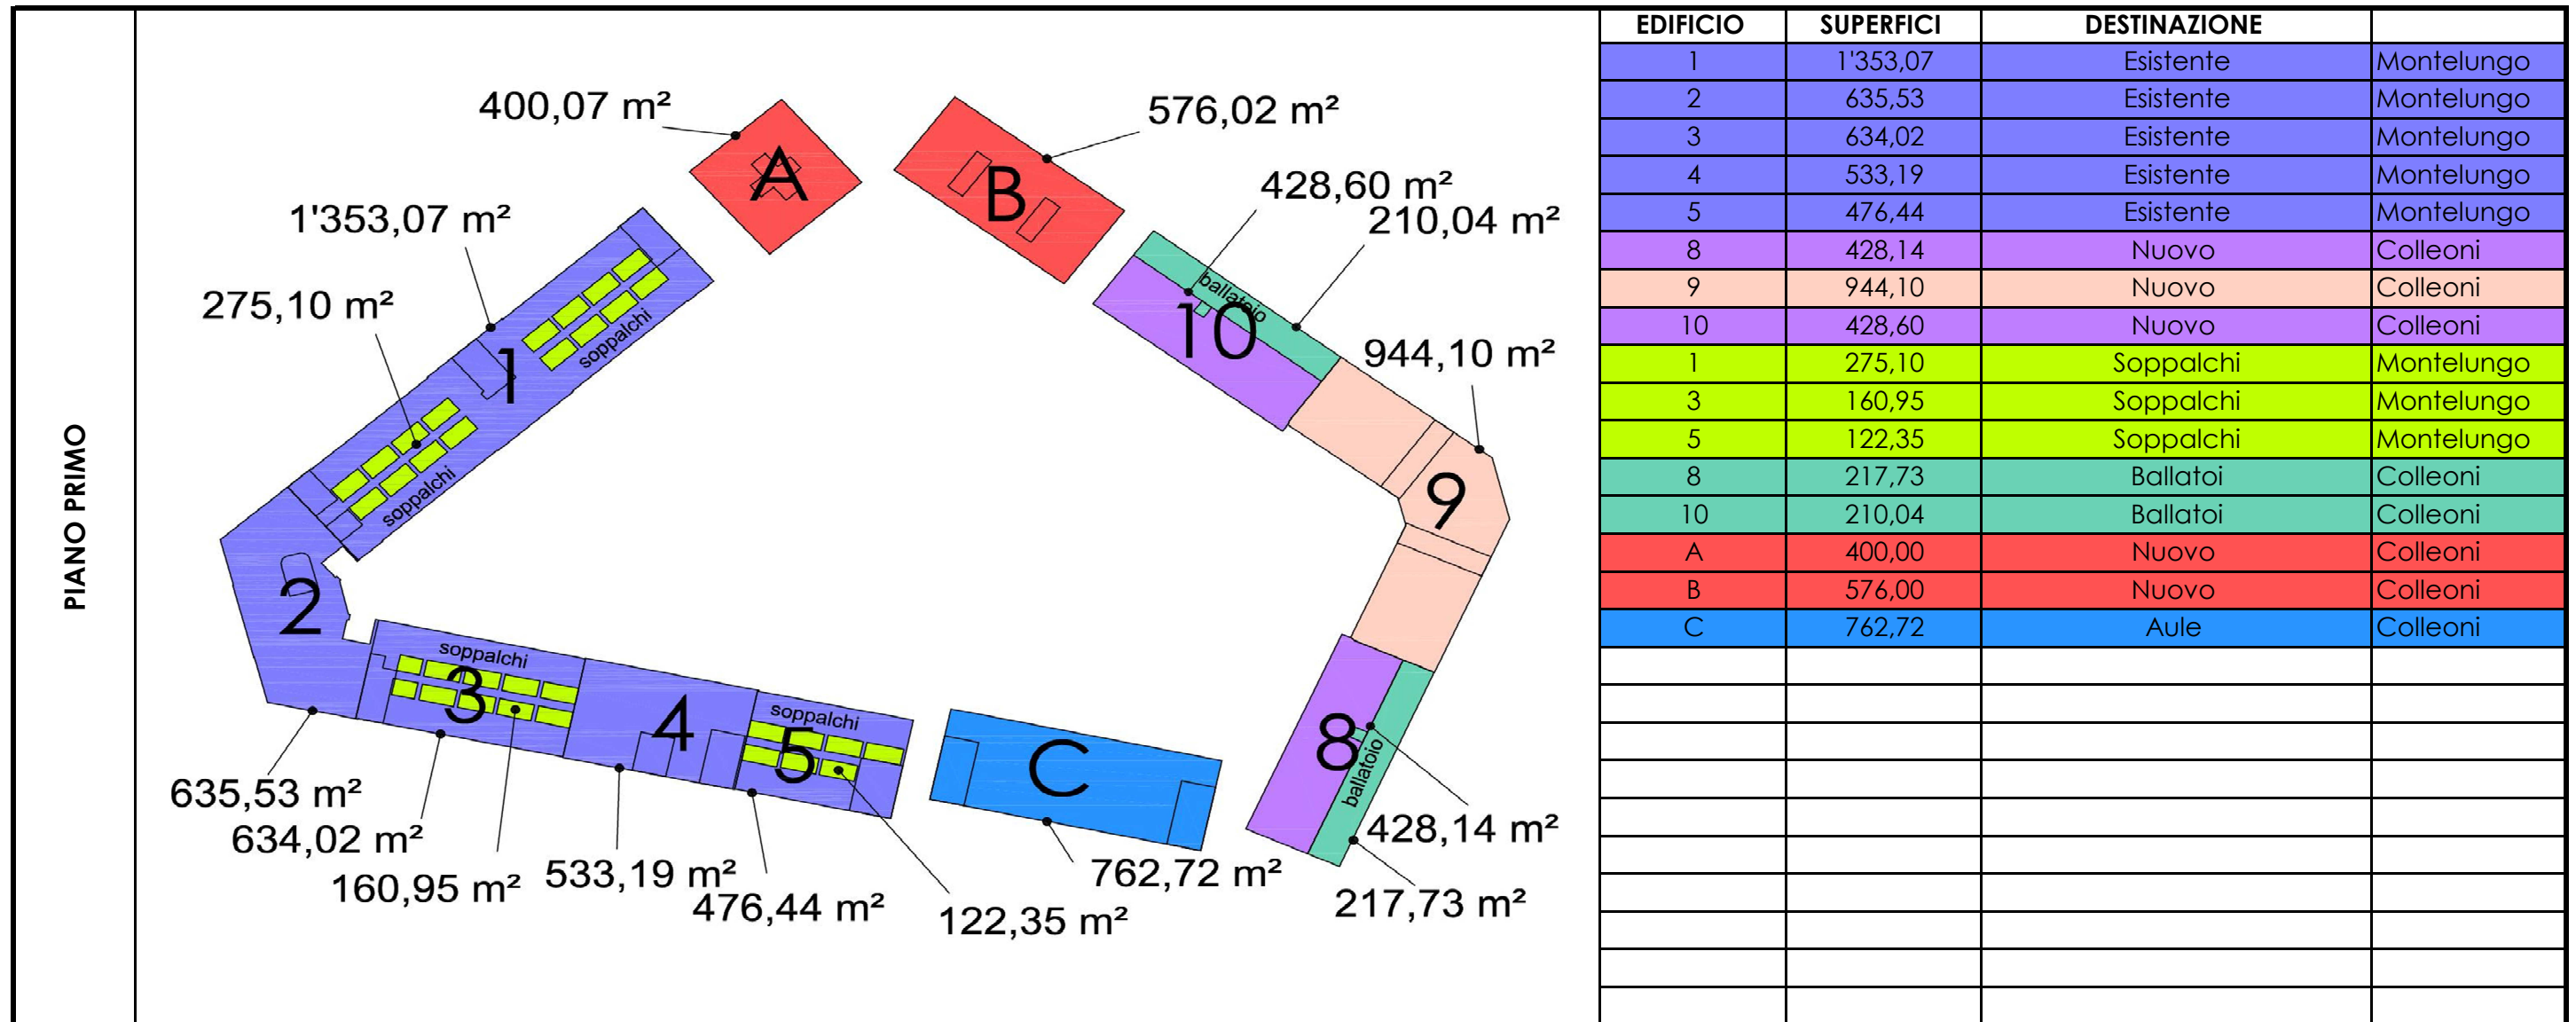 PIANO PRIMO
400,07 m²
576,02 m²
428,60 m²
210,04 m²
1'353,07 m²
275,10 m²
944,10 m²
A
B
ballatoio
10
1
soppalchi
soppalchi
9
2
soppalchi
3
4
soppalchi
5
C
8
ballatoio
635,53 m²
634,02 m²
160,95 m²
533,19 m²
476,44 m²
122,35 m²
762,72 m²
428,14 m²
217,73 m²
EDIFICIO SUPERFICI DESTINAZIONE
1 1'353,07 Esistente Montelungo
2 635,53 Esistente Montelungo
3 634,02 Esistente Montelungo
4 533,19 Esistente Montelungo
5 476,44 Esistente Montelungo
8 428,14 Nuovo Colleoni
9 944,10 Nuovo Colleoni
10 428,60 Nuovo Colleoni
1 275,10 Soppalchi Montelungo
3 160,95 Soppalchi Montelungo
5 122,35 Soppalchi Montelungo
8 217,73 Ballatoi Colleoni
10 210,04 Ballatoi Colleoni
A 400,00 Nuovo Colleoni
B 576,00 Nuovo Colleoni
C 762,72 Aule Colleoni